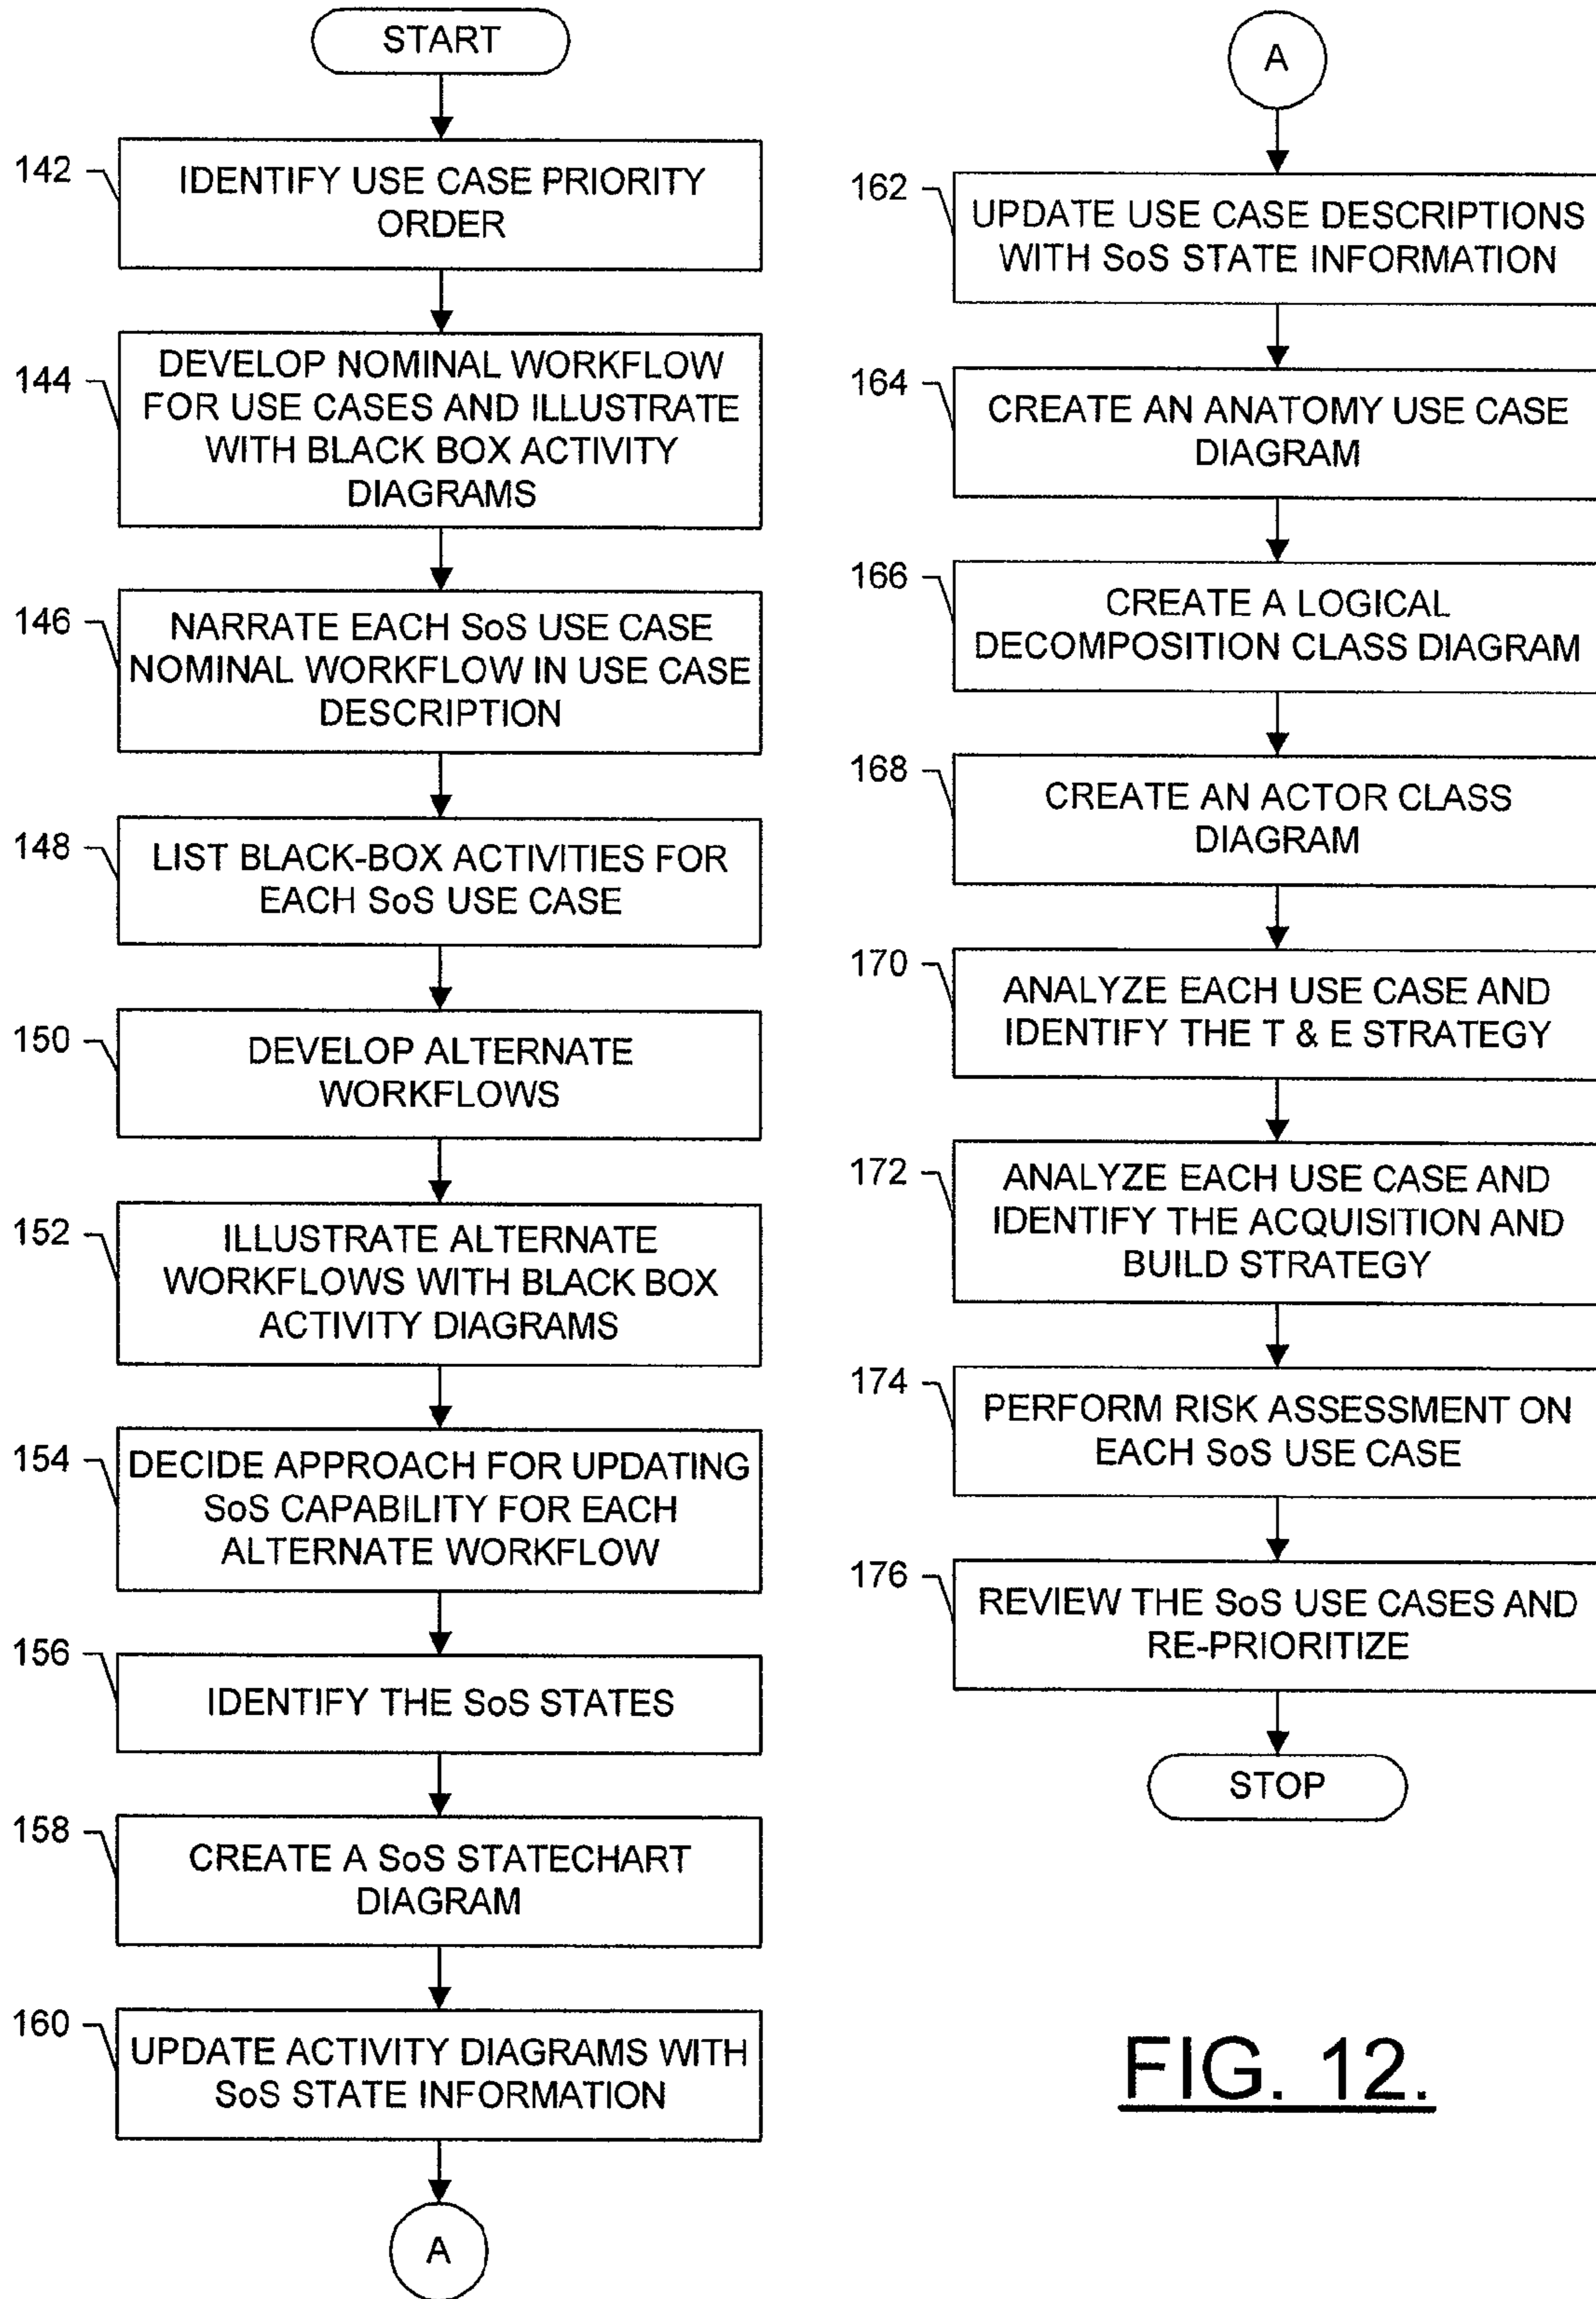 START
142
IDENTIFY USE CASE PRIORITY
ORDER
144
DEVELOP NOMINAL WORKFLOW
FOR USE CASES AND ILLUSTRATE
WITH BLACK BOX ACTIVITY
DIAGRAMS
146
NARRATE EACH SoS USE CASE
NOMINAL WORKFLOW IN USE CASE
DESCRIPTION
148
LIST BLACK-BOX ACTIVITIES FOR
EACH SoS USE CASE
150
DEVELOP ALTERNATE
WORKFLOWS
152
ILLUSTRATE ALTERNATE
WORKFLOWS WITH BLACK BOX
ACTIVITY DIAGRAMS
154
DECIDE APPROACH FOR UPDATING
SoS CAPABILITY FOR EACH
ALTERNATE WORKFLOW
156
IDENTIFY THE SoS STATES
158
CREATE A SoS STATECHART
DIAGRAM
160
UPDATE ACTIVITY DIAGRAMS WITH
SoS STATE INFORMATION
A
A
162
UPDATE USE CASE DESCRIPTIONS
WITH SoS STATE INFORMATION
164
CREATE AN ANATOMY USE CASE
DIAGRAM
166
CREATE A LOGICAL
DECOMPOSITION CLASS DIAGRAM
168
CREATE AN ACTOR CLASS
DIAGRAM
170
ANALYZE EACH USE CASE AND
IDENTIFY THE T & E STRATEGY
172
ANALYZE EACH USE CASE AND
IDENTIFY THE ACQUISITION AND
BUILD STRATEGY
174
PERFORM RISK ASSESSMENT ON
EACH SoS USE CASE
176
REVIEW THE SoS USE CASES AND
RE-PRIORITIZE
STOP
FIG. 12.